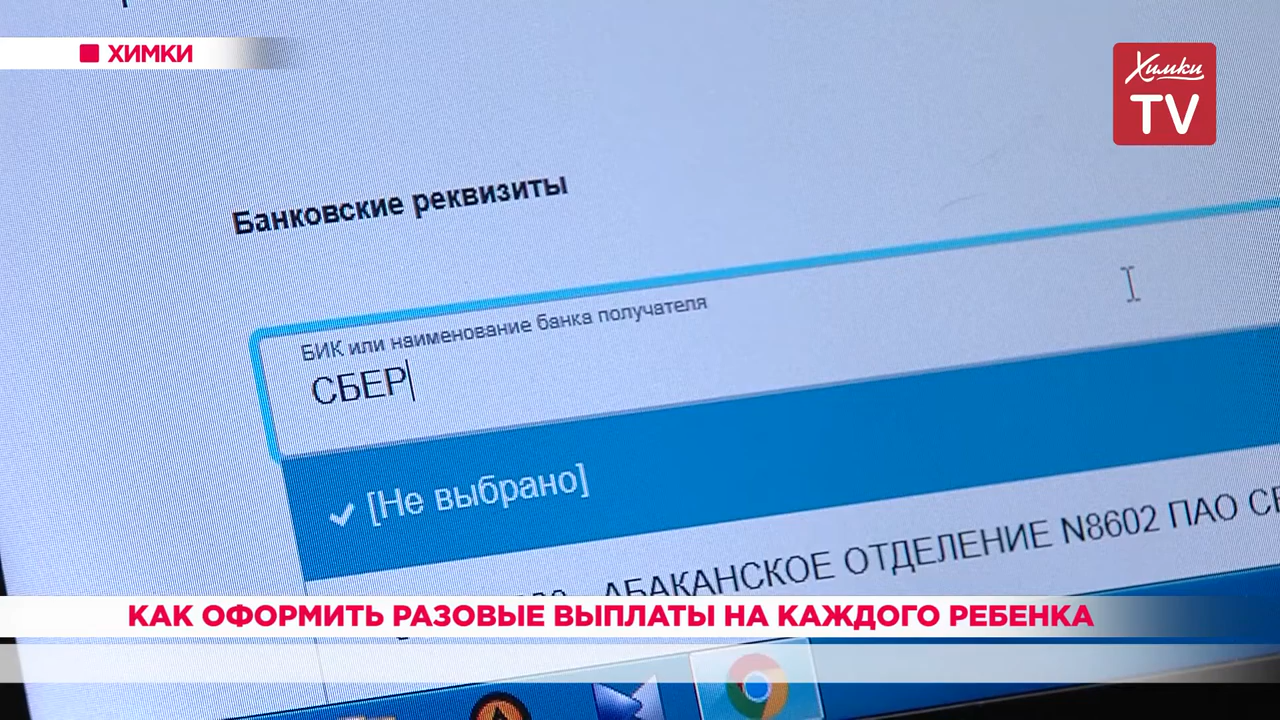 ХИМКИ
Химки
TV
Банковские реквизиты
БИК или наименование банка получателя
СБЕР
[Не выбрано]
АБАКАНСКОЕ ОТДЕЛЕНИЕ N8602 ПАО
КАК ОФОРМИТЬ РАЗОВЫЕ ВЫПЛАТЫ НА КАЖДОГО РЕБЕНКА